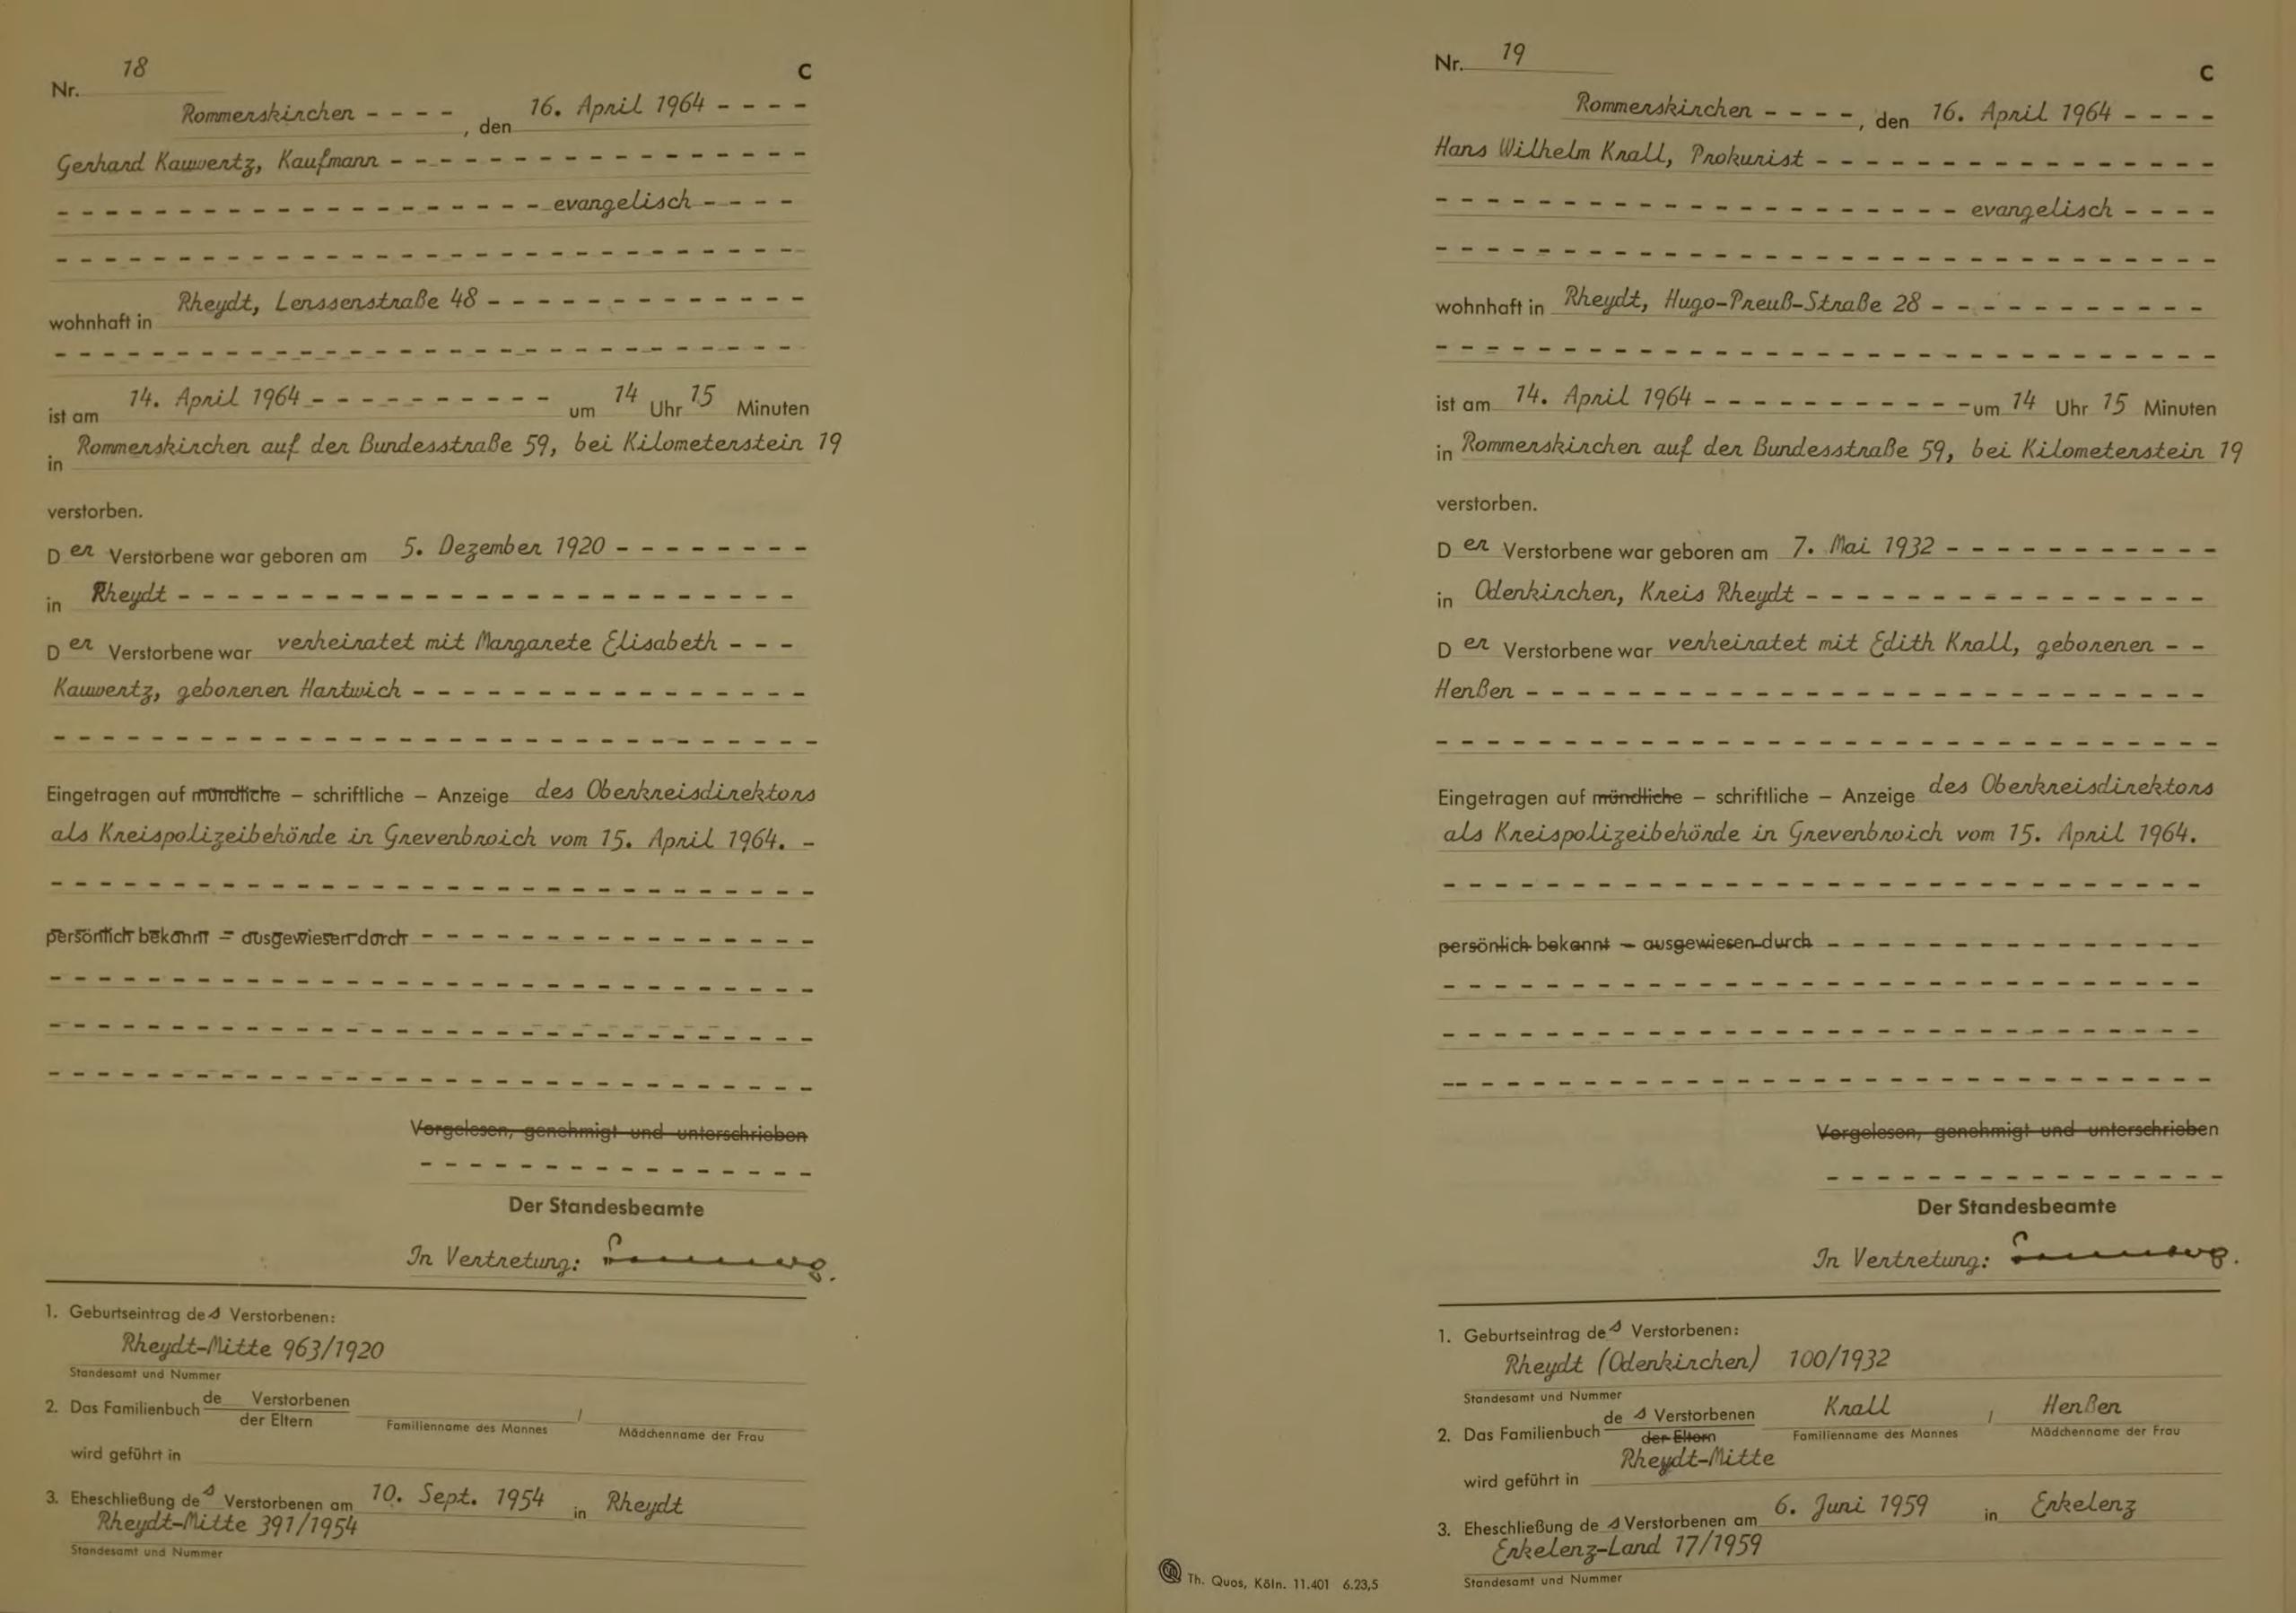 Nr. 18
C
Rommerskirchen - - - - , den 16. April 1964 - - - -
Gerhard Kauwertz, Kaufmann - - - - - - - - - - - - - - - - -
- - - - - - - - - - - - - - - - - - - - evangelisch - - - -
wohnhaft in Rheydt, Lenssenstraße 48 - - - - - - - - - - - - -
ist am 14. April 1964 - - - - - - - - - - um 14 Uhr 15 Minuten
in Rommerskirchen auf der Bundesstraße 59, bei Kilometerstein 19
verstorben.
Der Verstorbene war geboren am 5. Dezember 1920 - - - - - - - -
in Rheydt - - - - - - - - - - - - - - - - - - - - - - - - - -
Der Verstorbene war verheiratet mit Margarete Elisabeth - - -
Kauwertz, geborenen Hartwich - - - - - - - - - - - - - - - -
Eingetragen auf mündliche – schriftliche – Anzeige des Oberkreisdirektors
als Kreispolizeibehörde in Grevenbroich vom 15. April 1964. -
persönlich bekannt – ausgewiesen durch - - - - - - - - - - - - - - - -
Vorgelesen, genehmigt und unterschrieben
Der Standesbeamte
In Vertretung:
1. Geburtseintrag des Verstorbenen:
Rheydt-Mitte 963/1920
Standesamt und Nummer
2. Das Familienbuch de Verstorbenen / 
der Eltern Familienname des Mannes Mädchenname der Frau
wird geführt in
3. Eheschließung des Verstorbenen am 10. Sept. 1954 in Rheydt
Rheydt-Mitte 391/1954
Standesamt und Nummer
Nr. 19
C
Rommerskirchen - - - - , den 16. April 1964 - - - -
Hans Wilhelm Krall, Prokurist - - - - - - - - - - - - - - - -
- - - - - - - - - - - - - - - - - - - - - evangelisch - - - -
wohnhaft in Rheydt, Hugo-Preuß-Straße 28 - - - - - - - - - - -
ist am 14. April 1964 - - - - - - - - - - - um 14 Uhr 15 Minuten
in Rommerskirchen auf der Bundesstraße 59, bei Kilometerstein 19
verstorben.
Der Verstorbene war geboren am 7. Mai 1932 - - - - - - - - - - -
in Odenkirchen, Kreis Rheydt - - - - - - - - - - - - - - - -
Der Verstorbene war verheiratet mit Edith Krall, geborenen - -
Henßen - - - - - - - - - - - - - - - - - - - - - - - - - - -
Eingetragen auf mündliche – schriftliche – Anzeige des Oberkreisdirektors
als Kreispolizeibehörde in Grevenbroich vom 15. April 1964.
persönlich bekannt – ausgewiesen durch - - - - - - - - - - - - - - -
Vorgelesen, genehmigt und unterschrieben
Der Standesbeamte
In Vertretung:
1. Geburtseintrag des Verstorbenen:
Rheydt (Odenkirchen) 100/1932
Standesamt und Nummer
2. Das Familienbuch des Verstorbenen Krall / Henßen
der Eltern Familienname des Mannes Mädchenname der Frau
wird geführt in Rheydt-Mitte
3. Eheschließung des Verstorbenen am 6. Juni 1959 in Erkelenz
Erkelenz-Land 17/1959
Standesamt und Nummer
Th. Quos, Köln. 11.401 6.23,5